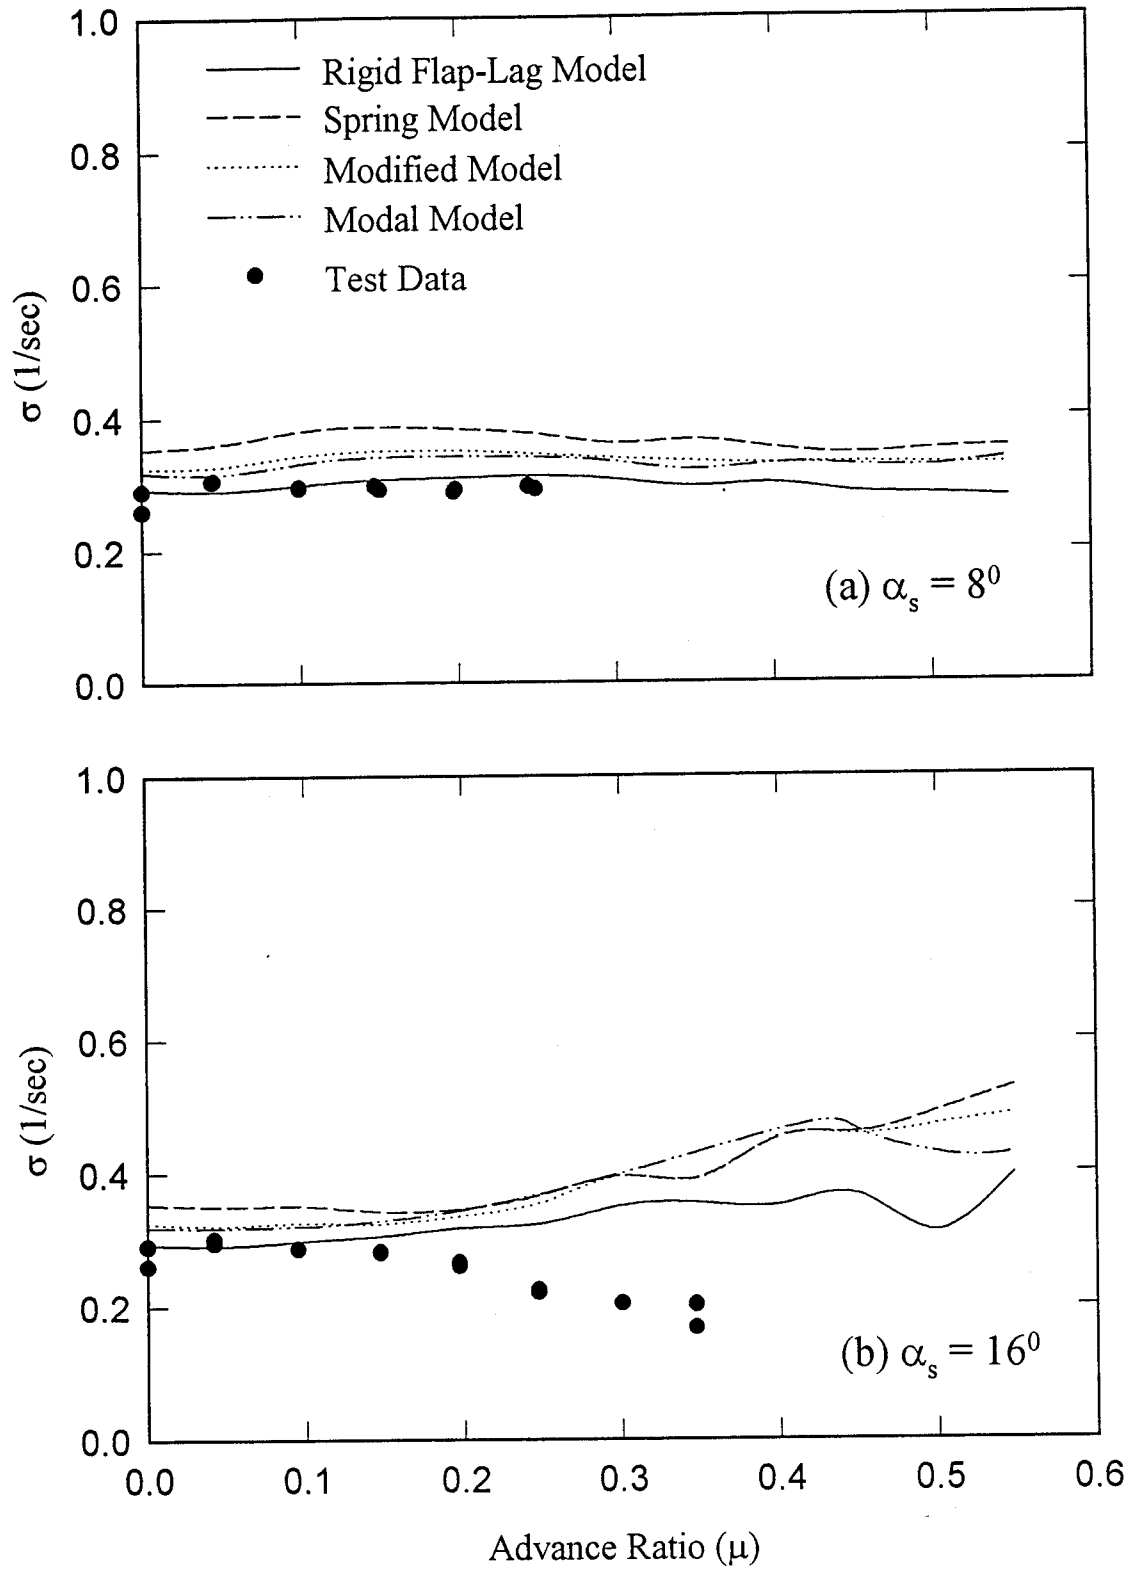 1.0
Rigid Flap-Lag Model
Spring Model
0.8
Modified Model
Modal Model
Test Data
0.6
σ (1/sec)
0.4
0.2
(a) αs = 8⁰
0.0
1.0
0.8
0.6
σ (1/sec)
0.4
0.2
(b) αs = 16⁰
0.0
0.0 0.1 0.2 0.3 0.4 0.5 0.6
Advance Ratio (μ)